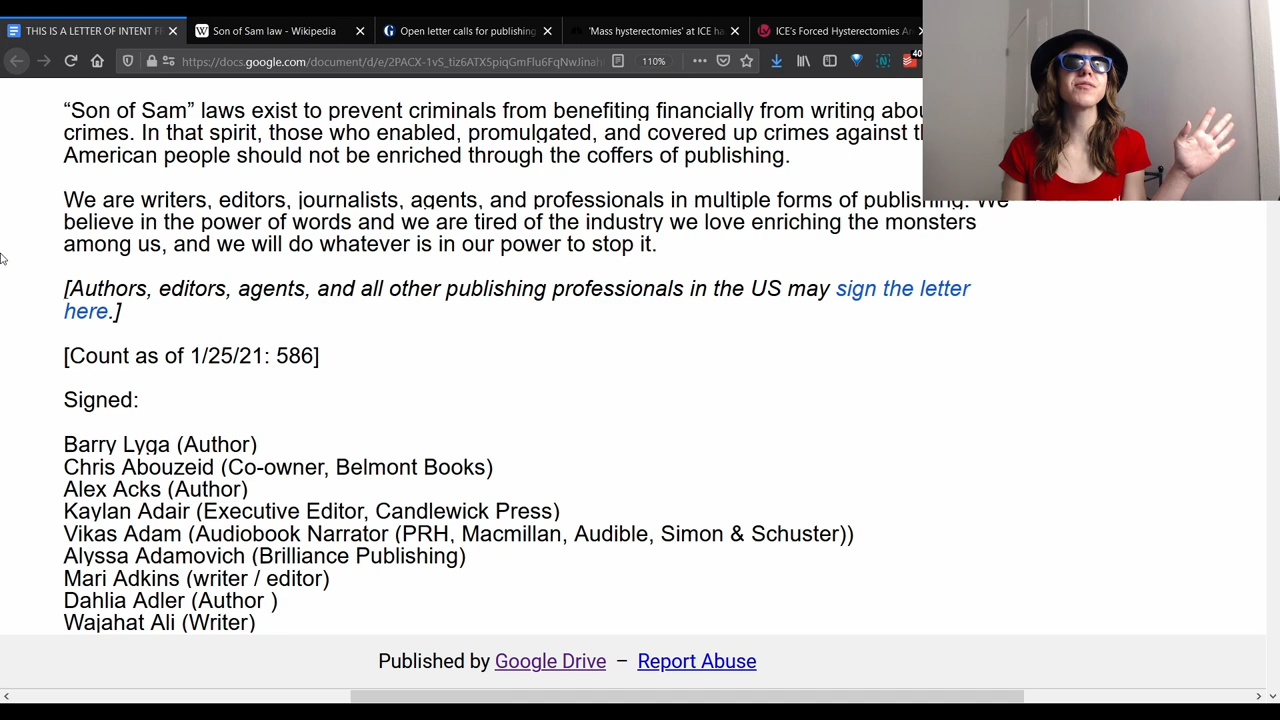 THIS IS A LETTER OF INTENT FR
Son of Sam law - Wikipedia
Open letter calls for publishing
'Mass hysterectomies' at ICE ha
ICE's Forced Hysterectomies Ar
110%
40
“Son of Sam” laws exist to prevent criminals from benefiting financially from writing abou
crimes. In that spirit, those who enabled, promulgated, and covered up crimes against th
American people should not be enriched through the coffers of publishing.
We are writers, editors, journalists, agents, and professionals in multiple forms of publishing. We
believe in the power of words and we are tired of the industry we love enriching the monsters
among us, and we will do whatever is in our power to stop it.
[Authors, editors, agents, and all other publishing professionals in the US may sign the letter
here.]
[Count as of 1/25/21: 586]
Signed:
Barry Lyga (Author)
Chris Abouzeid (Co-owner, Belmont Books)
Alex Acks (Author)
Kaylan Adair (Executive Editor, Candlewick Press)
Vikas Adam (Audiobook Narrator (PRH, Macmillan, Audible, Simon & Schuster))
Alyssa Adamovich (Brilliance Publishing)
Mari Adkins (writer / editor)
Dahlia Adler (Author )
Wajahat Ali (Writer)
Published by Google Drive – Report Abuse